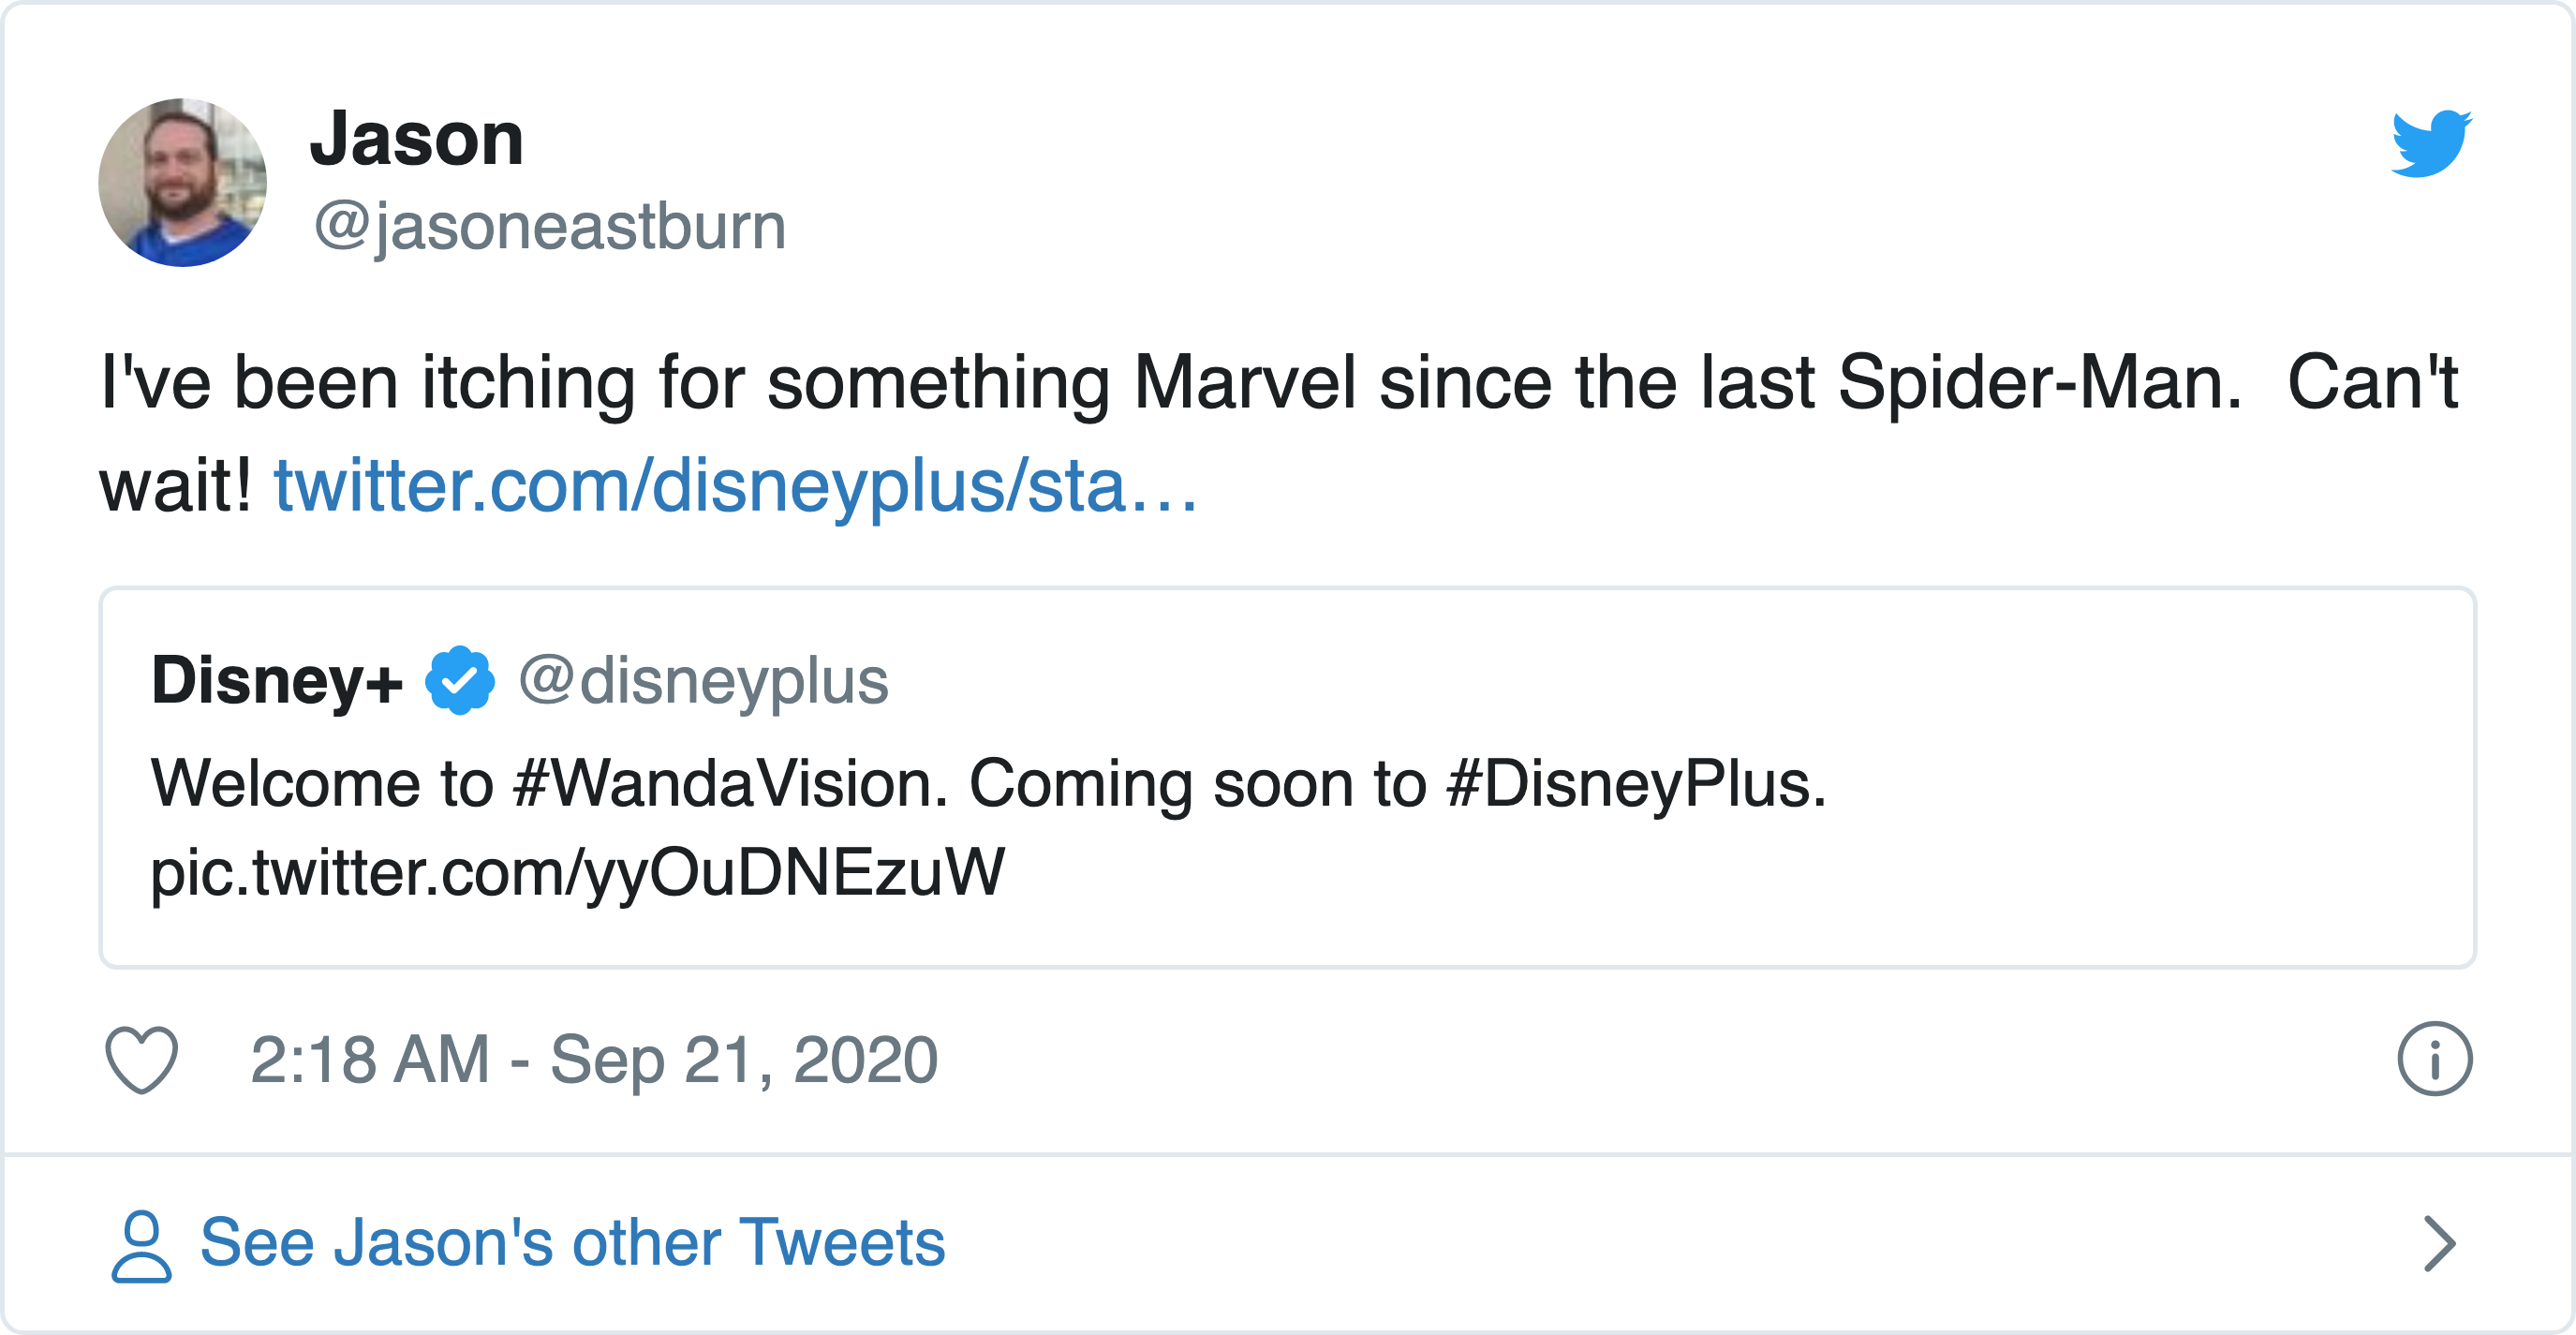 Jason
@jasoneastburn
I've been itching for something Marvel since the last Spider-Man.  Can't
wait! twitter.com/disneyplus/sta…
Disney+ @disneyplus
Welcome to #WandaVision. Coming soon to #DisneyPlus.
pic.twitter.com/yyOuDNEzuW
2:18 AM - Sep 21, 2020
See Jason's other Tweets